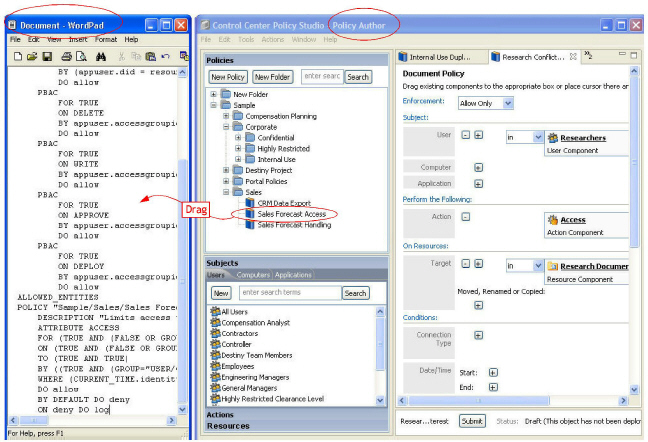 Document - WordPad
File Edit View Insert Format Help
BY (appuser.did = resou
DO allow
PBAC
FOR TRUE
ON DELETE
BY appuser.accessgroupi
DO allow
PBAC
FOR TRUE
ON WRITE
BY appuser.accessgroupi
DO allow
PBAC
FOR TRUE
ON APPROVE
BY appuser.accessgroupi
DO allow
PBAC
FOR TRUE
ON DEPLOY
BY appuser.accessgroupi
DO allow
ALLOWED_ENTITIES
POLICY "Sample/Sales/Sales Fore
DESCRIPTION "Limits access
ATTRIBUTE ACCESS
FOR (TRUE AND (FALSE OR GRO
ON (TRUE AND (FALSE OR GROU
TO (TRUE AND TRUE)
BY ((TRUE AND (GROUP="USER/
WHERE (CURRENT_TIME.identit
DO allow
BY DEFAULT DO deny
ON deny DO log
For Help, press F1
Drag
Control Center Policy Studio - Policy Author
File Edit Tools Actions Window Help
Policies
New Policy New Folder enter searc Search
New Folder
Sample
Compensation Planning
Corporate
Confidential
Highly Restricted
Internal Use
Destiny Project
Portal Policies
Sales
CRM Data Export
Sales Forecast Access
Sales Forecast Handling
Subjects
Users Computers Applications
New enter search terms Search
All Users
Compensation Analyst
Contractors
Controller
Destiny Team Members
Employees
Engineering Managers
General Managers
Highly Restricted Clearance Level
Actions
Resources
Internal Use Dupl... Research Conflict... »2
Document Policy
Drag existing components to the appropriate box or place cursor there ar
Enforcement: Allow Only
Subject:
User in Researchers
User Component
Computer
Application
Perform the Following:
Action Access
Action Component
On Resources:
Target in Research Documer
Resource Component
Moved, Renamed or Copied:
Conditions:
Connection
Type
Date/Time Start:
End:
Resear...terest Submit Status: Draft (This object has not been deplor